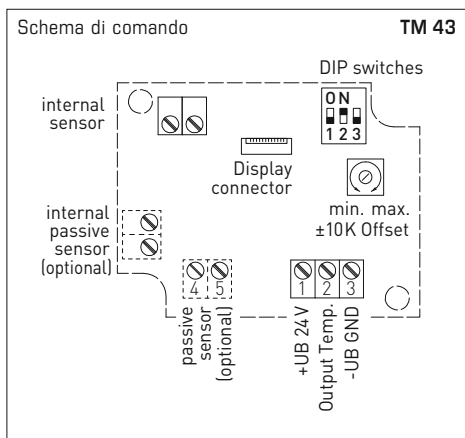 Schema di comando
TM 43
DIP switches
ON
1 2 3
internal
sensor
Display
connector
min. max.
±10K Offset
internal
passive
sensor
(optional)
4 5
1 2 3
passive
sensor
(optional)
+UB 24 V
Output Temp.
-UB GND